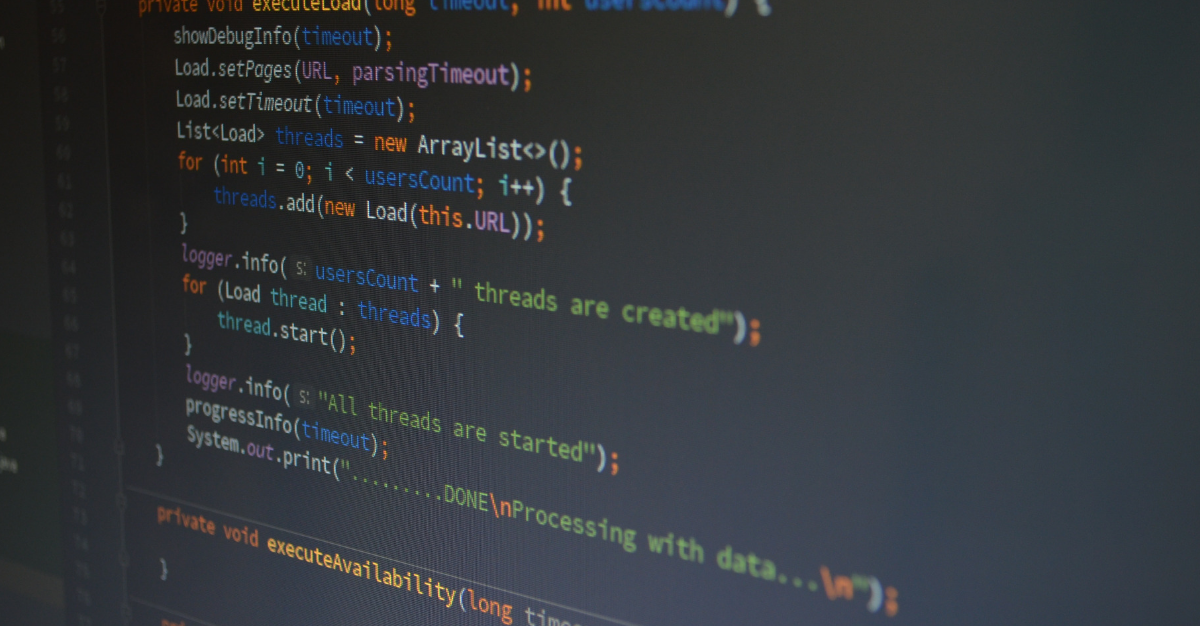 private void executeLoad(long timeout, int usersCount) {
showDebugInfo(timeout);
Load.setPages(URL, parsingTimeout);
Load.setTimeout(timeout);
List<Load> threads = new ArrayList<>();
for (int i = 0; i < usersCount; i++) {
threads.add(new Load(this.URL));
}
logger.info( s: usersCount + " threads are created");
for (Load thread : threads) {
thread.start();
}
logger.info( s: "All threads are started");
progressInfo(timeout);
System.out.print(".........DONE\nProcessing with data...\n");
}
private void executeAvailability(long
}